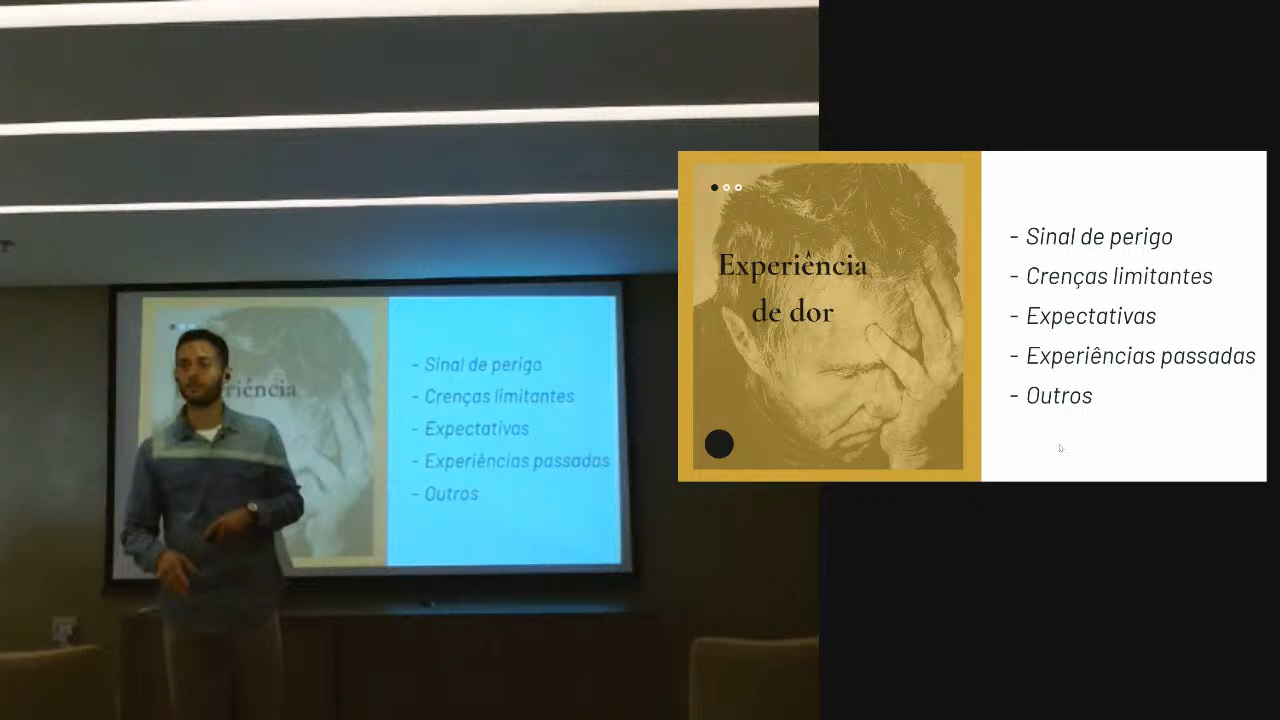 riência
- Sinal de perigo
- Crenças limitantes
- Expectativas
- Experiências passadas
- Outros
Experiência
de dor
- Sinal de perigo
- Crenças limitantes
- Expectativas
- Experiências passadas
- Outros